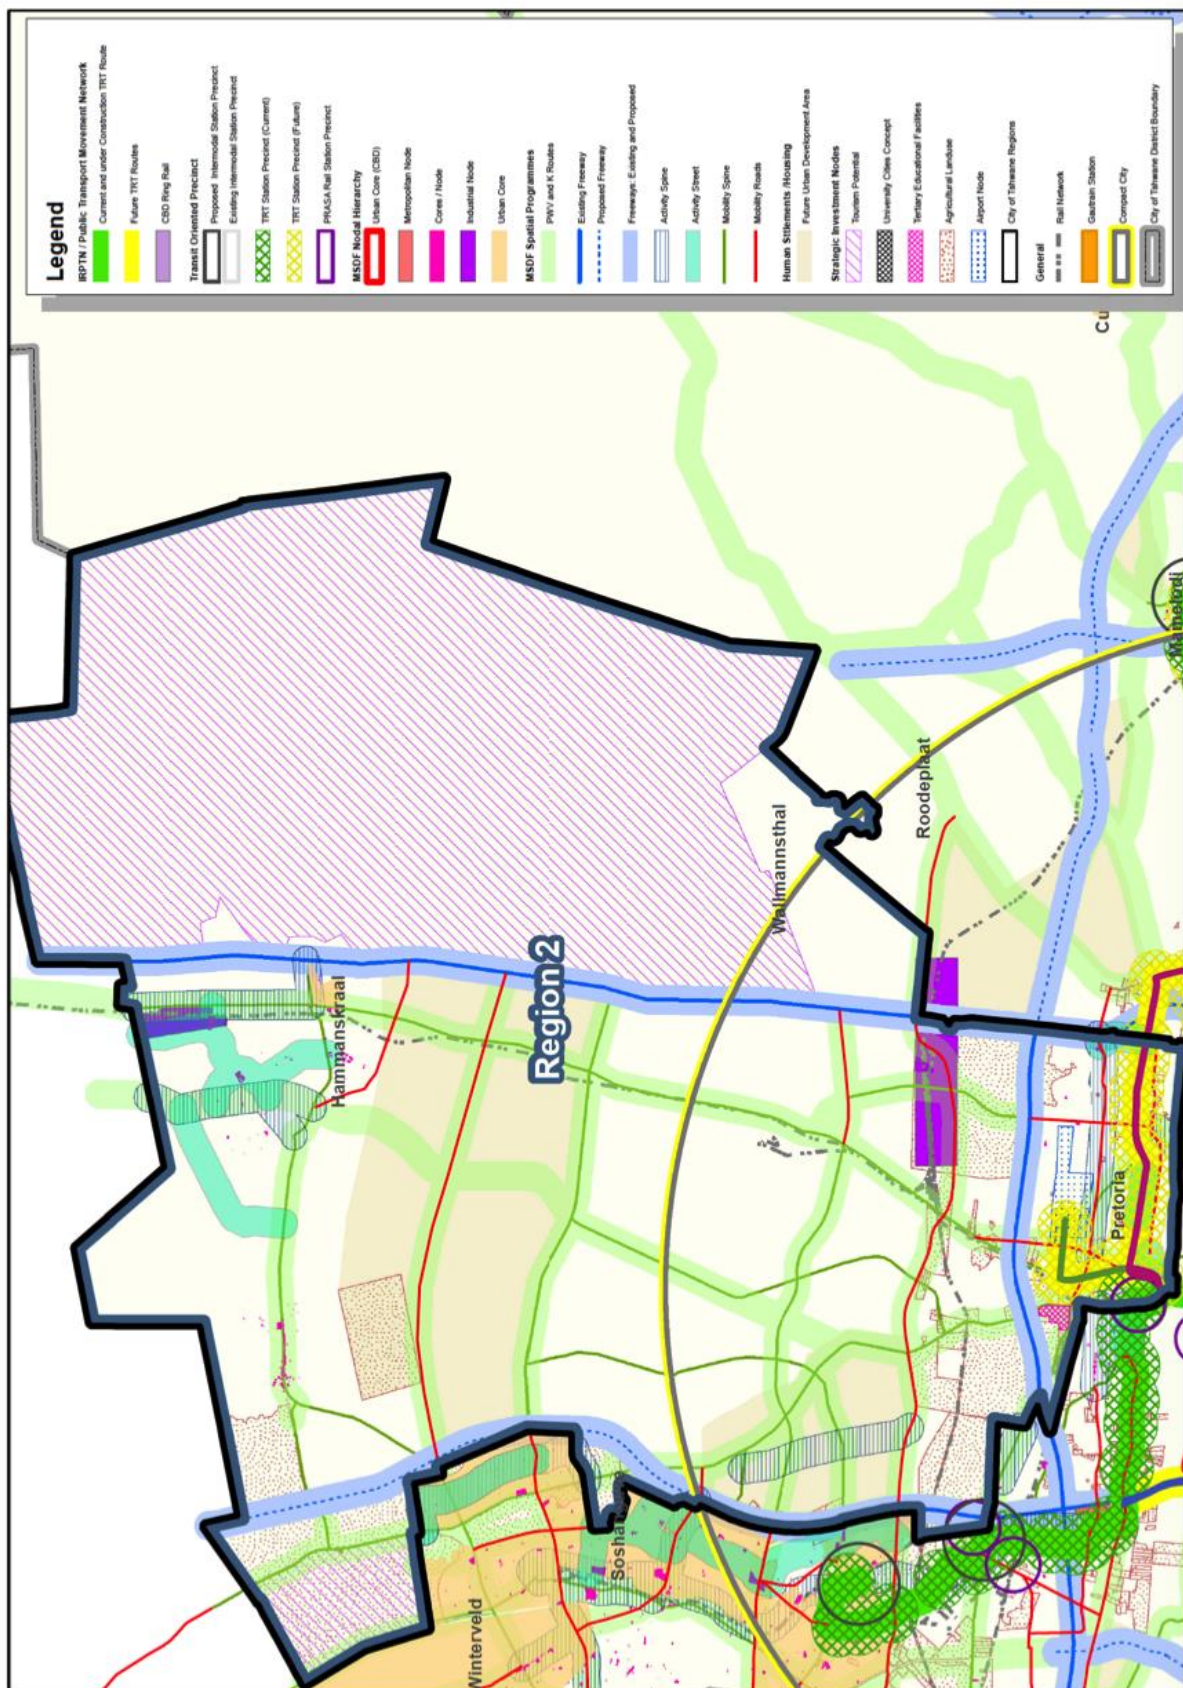 Legend
IRPTN / Public Transport Movement Network
Current and under Construction TRT Route
Future TRT Routes
CBD Ring Rail
Transit Oriented Precinct
Proposed Intermodal Station Precinct
Existing Intermodal Station Precinct
TRT Station Precinct (Current)
TRT Station Precinct (Future)
PRASA Rail Station Precinct
MSDF Nodal Hierarchy
Urban Core (CBD)
Metropolitan Node
Cores / Node
Industrial Node
Urban Core
MSDF Spatial Programmes
PWV and K Routes
Existing Freeway
Proposed Freeway
Freeways: Existing and Proposed
Activity Spine
Activity Street
Mobility Spine
Mobility Roads
Human Sttlements /Housing
Future Urban Development Area
Strategic Investment Nodes
Tourism Potential
University Cities Concept
Tertiary Educational Facilities
Agricultural Landuse
Airport Node
City of Tshwane Regions
General
Rail Network
Gautrain Station
Compact City
City of Tshwane District Boundary
Hammanskraal
Region 2
Wallmannsthal
Roodeplaat
Cu
Mamelodi
Pretoria
Winterveld